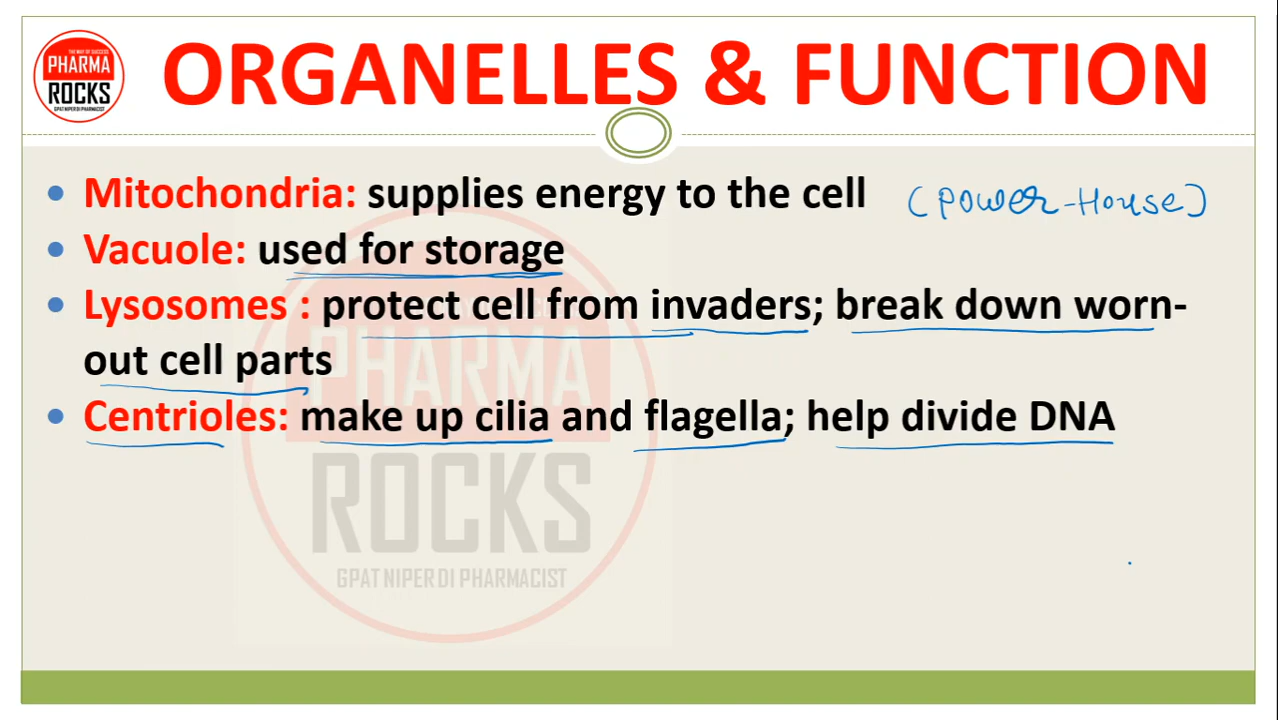 THE WAY OF SUCCESS
PHARMA
ROCKS
GPAT NIPER DI PHARMACIST
ORGANELLES & FUNCTION
• Mitochondria: supplies energy to the cell (Power-House)
• Vacuole: used for storage
• Lysosomes : protect cell from invaders; break down worn-
out cell parts
• Centrioles: make up cilia and flagella; help divide DNA
PHARMA
ROCKS
GPAT NIPER DI PHARMACIST